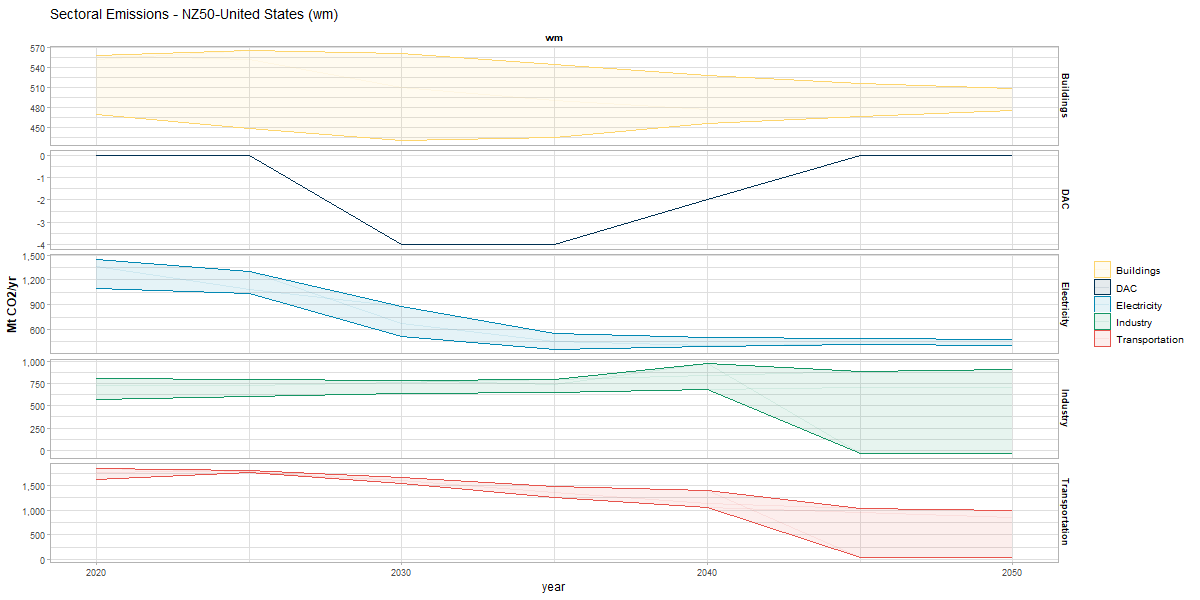 Sectoral Emissions - NZ50-United States (wm)
wm
570
540
510
480
450
Buildings
0
-1
-2
-3
-4
DAC
1,500
1,200
900
600
Electricity
1,000
750
500
250
0
Industry
1,500
1,000
500
0
Transportation
Mt CO2/yr
2020
2030
2040
2050
year
Buildings
DAC
Electricity
Industry
Transportation